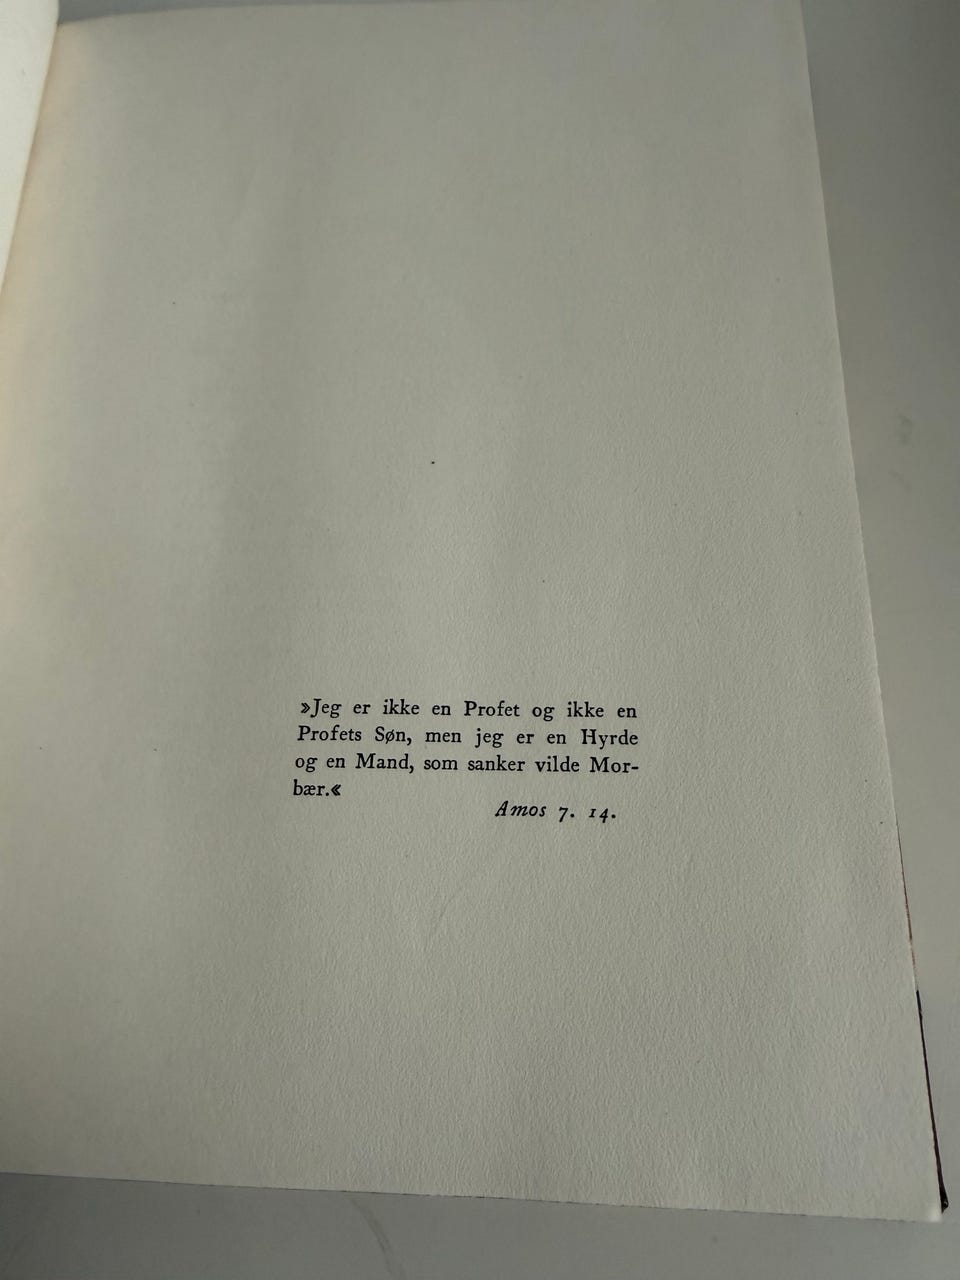 »Jeg er ikke en Profet og ikke en
Profets Søn, men jeg er en Hyrde
og en Mand, som sanker vilde Mor-
bær.«
Amos 7. 14.